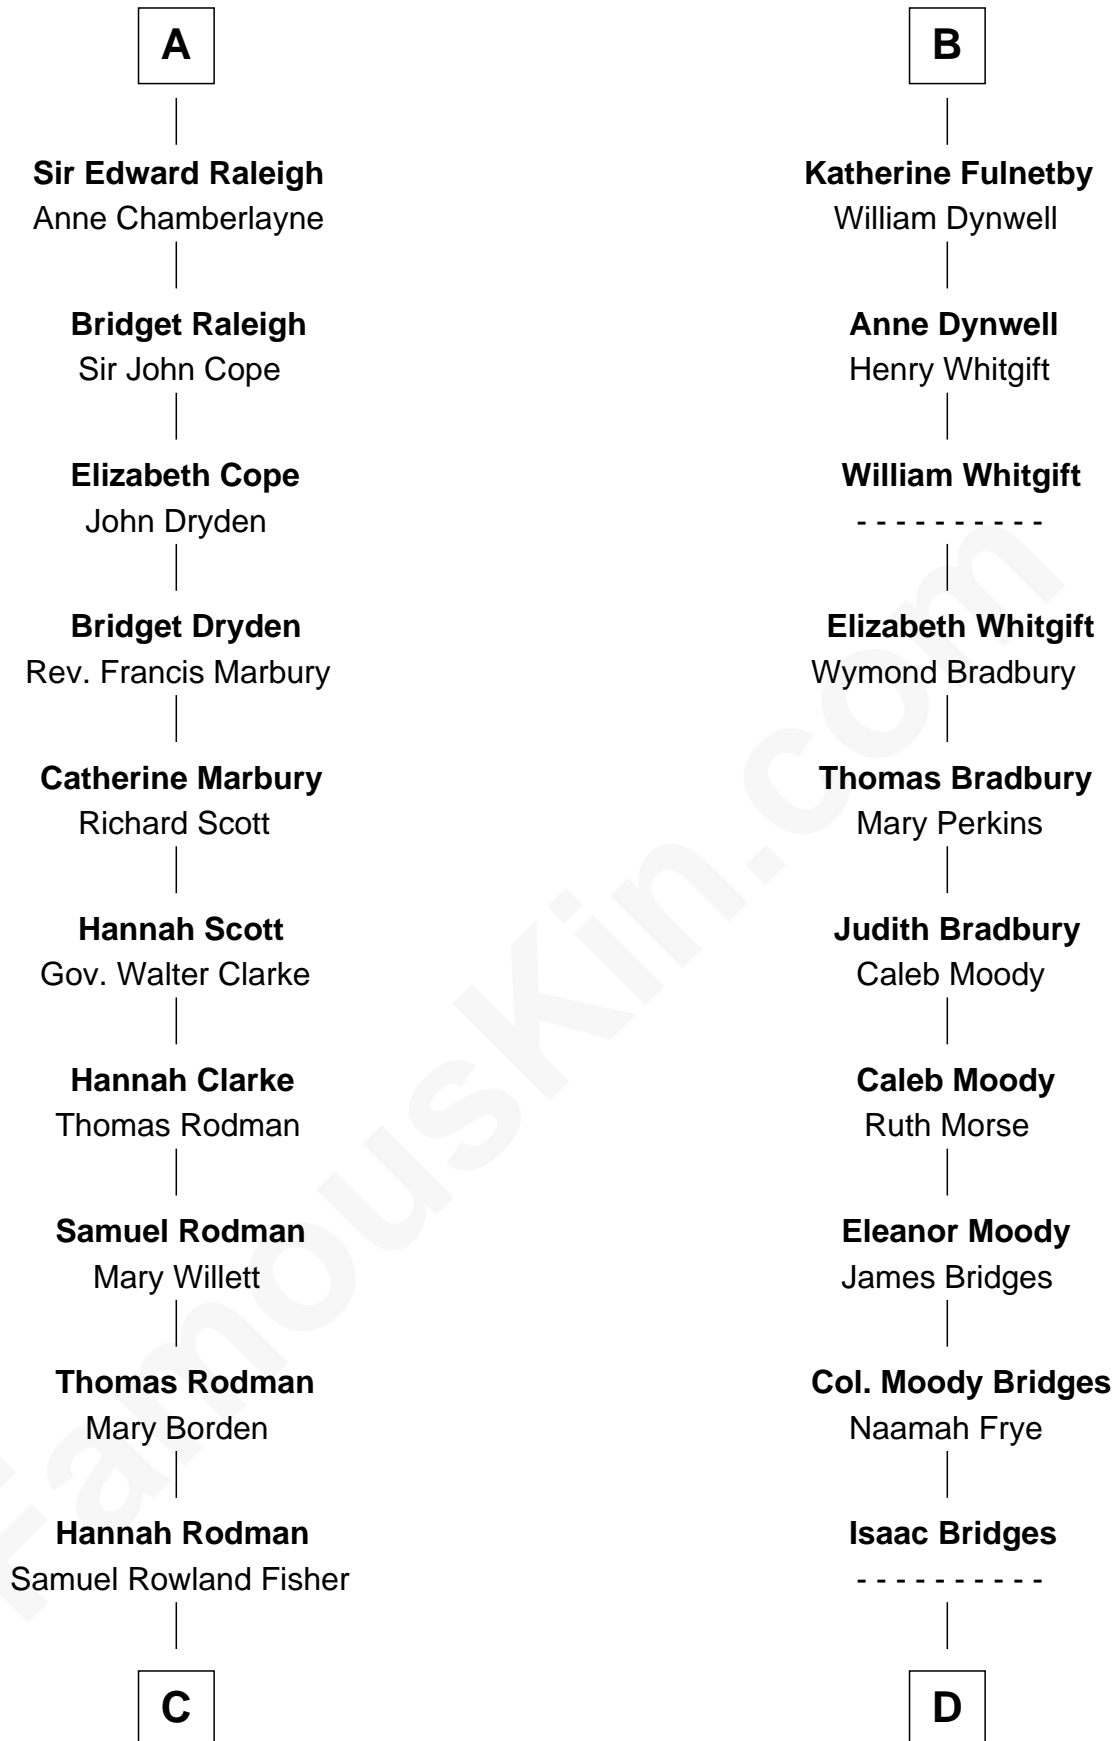 A
Sir Edward Raleigh
Anne Chamberlayne
Bridget Raleigh
Sir John Cope
Elizabeth Cope
John Dryden
Bridget Dryden
Rev. Francis Marbury
Catherine Marbury
Richard Scott
Hannah Scott
Gov. Walter Clarke
Hannah Clarke
Thomas Rodman
Samuel Rodman
Mary Willett
Thomas Rodman
Mary Borden
Hannah Rodman
Samuel Rowland Fisher
C
B
Katherine Fulnetby
William Dynwell
Anne Dynwell
Henry Whitgift
William Whitgift
- - - - - - - - - -
Elizabeth Whitgift
Wymond Bradbury
Thomas Bradbury
Mary Perkins
Judith Bradbury
Caleb Moody
Caleb Moody
Ruth Morse
Eleanor Moody
James Bridges
Col. Moody Bridges
Naamah Frye
Isaac Bridges
- - - - - - - - - -
D
FamousKin.com